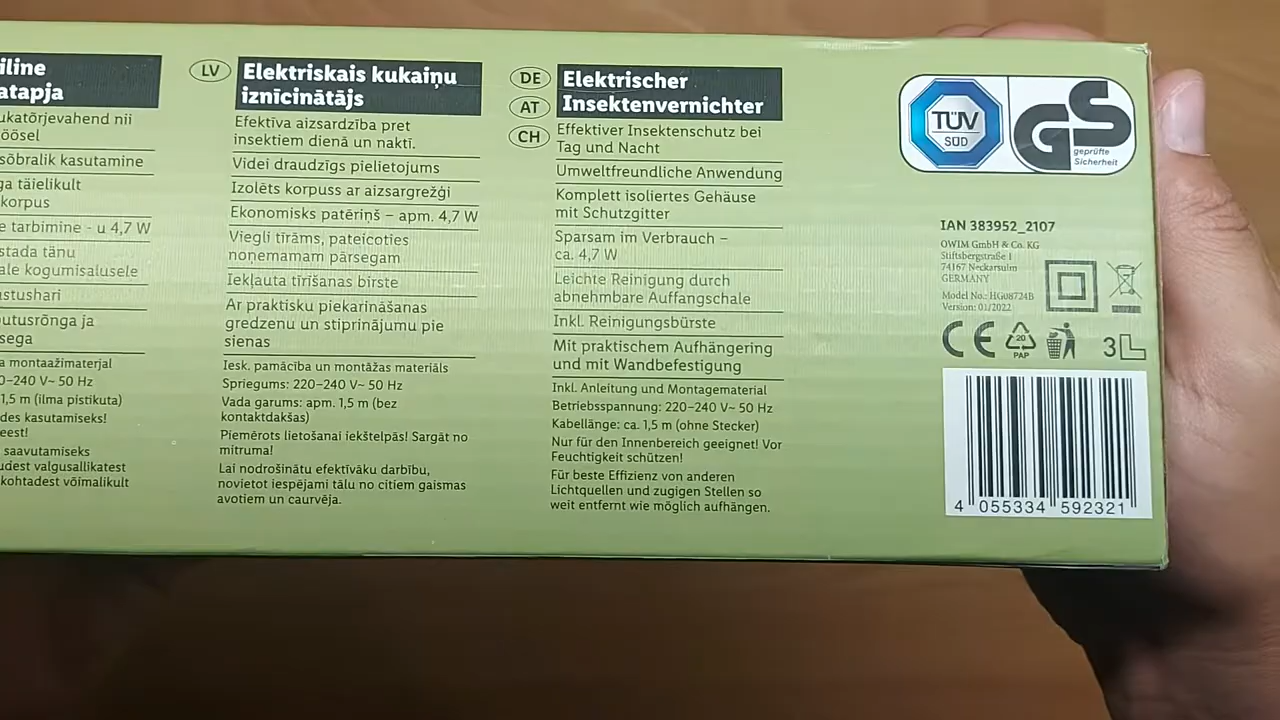 iline
atapja
ukatõrjevahend nii
öösel
sõbralik kasutamine
ga täielikult
korpus
e tarbimine - u 4,7 W
stada tänu
ale kogumisalusele
astushari
putusrõnga ja
sega
a montaažimaterjal
0–240 V~ 50 Hz
1,5 m (ilma pistikuta)
des kasutamiseks!
eest!
saavutamiseks
udest valgusallikatest
kohtadest võimalikult
LV
Elektriskais kukaiņu
iznīcinātājs
Efektīva aizsardzība pret
insektiem dienā un naktī.
Videi draudzīgs pielietojums
Izolēts korpuss ar aizsargrežģi
Ekonomisks patēriņš – apm. 4,7 W
Viegli tīrāms, pateicoties
noņemamam pārsegam
Iekļauta tīrīšanas birste
Ar praktisku piekarināšanas
gredzenu un stiprinājumu pie
sienas
Iesk. pamācība un montāžas materiāls
Spriegums: 220–240 V~ 50 Hz
Vada garums: apm. 1,5 m (bez
kontaktdakšas)
Piemērots lietošanai iekštelpās! Sargāt no
mitruma!
Lai nodrošinātu efektīvāku darbību,
novietot iespējami tālu no citiem gaismas
avotiem un caurvēja.
DE
AT
CH
Elektrischer
Insektenvernichter
Effektiver Insektenschutz bei
Tag und Nacht
Umweltfreundliche Anwendung
Komplett isoliertes Gehäuse
mit Schutzgitter
Sparsam im Verbrauch –
ca. 4,7 W
Leichte Reinigung durch
abnehmbare Auffangschale
Inkl. Reinigungsbürste
Mit praktischem Aufhängering
und mit Wandbefestigung
Inkl. Anleitung und Montagematerial
Betriebsspannung: 220–240 V~ 50 Hz
Kabellänge: ca. 1,5 m (ohne Stecker)
Nur für den Innenbereich geeignet! Vor
Feuchtigkeit schützen!
Für beste Effizienz von anderen
Lichtquellen und zugigen Stellen so
weit entfernt wie möglich aufhängen.
TÜV
SÜD
GS
geprüfte
Sicherheit
IAN 383952_2107
OWIM GmbH & Co. KG
Stiftsbergstraße 1
74167 Neckarsulm
GERMANY
Model No.: HG08724B
Version: 01/2022
CE
20
PAP
3
4 055334 592321